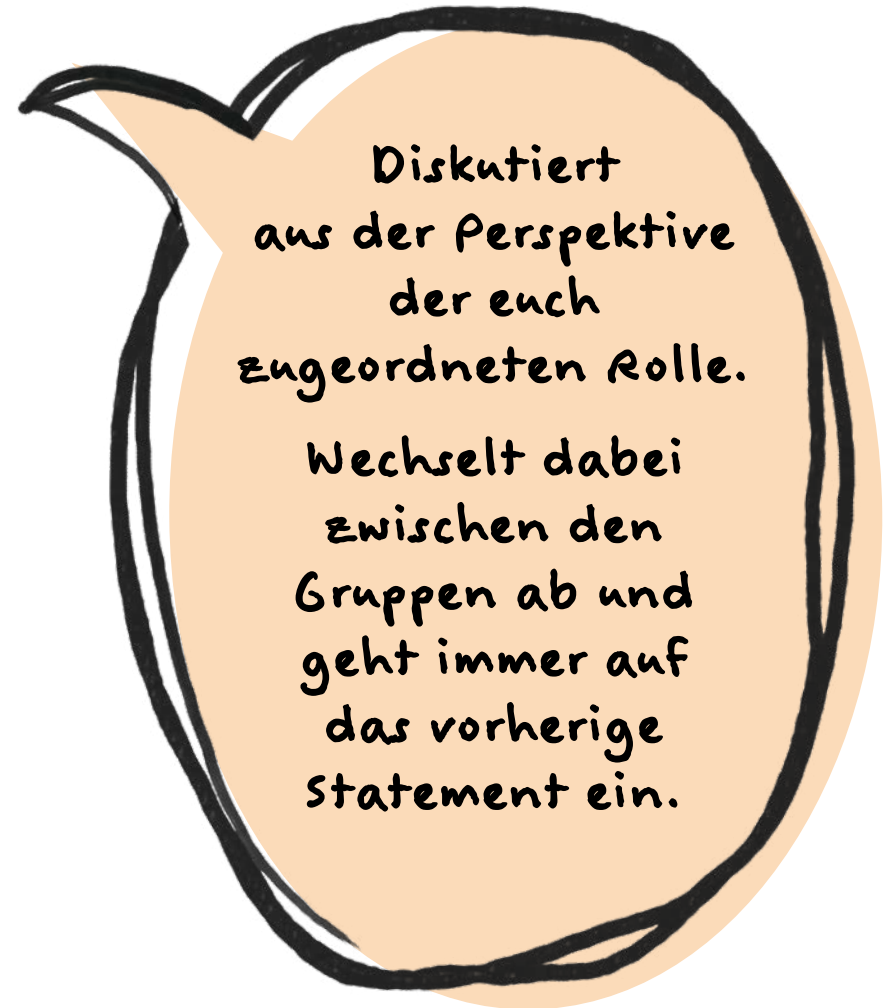 Diskutiert
aus der Perspektive
der euch
zugeordneten Rolle.
Wechselt dabei
zwischen den
Gruppen ab und
geht immer auf
das vorherige
Statement ein.